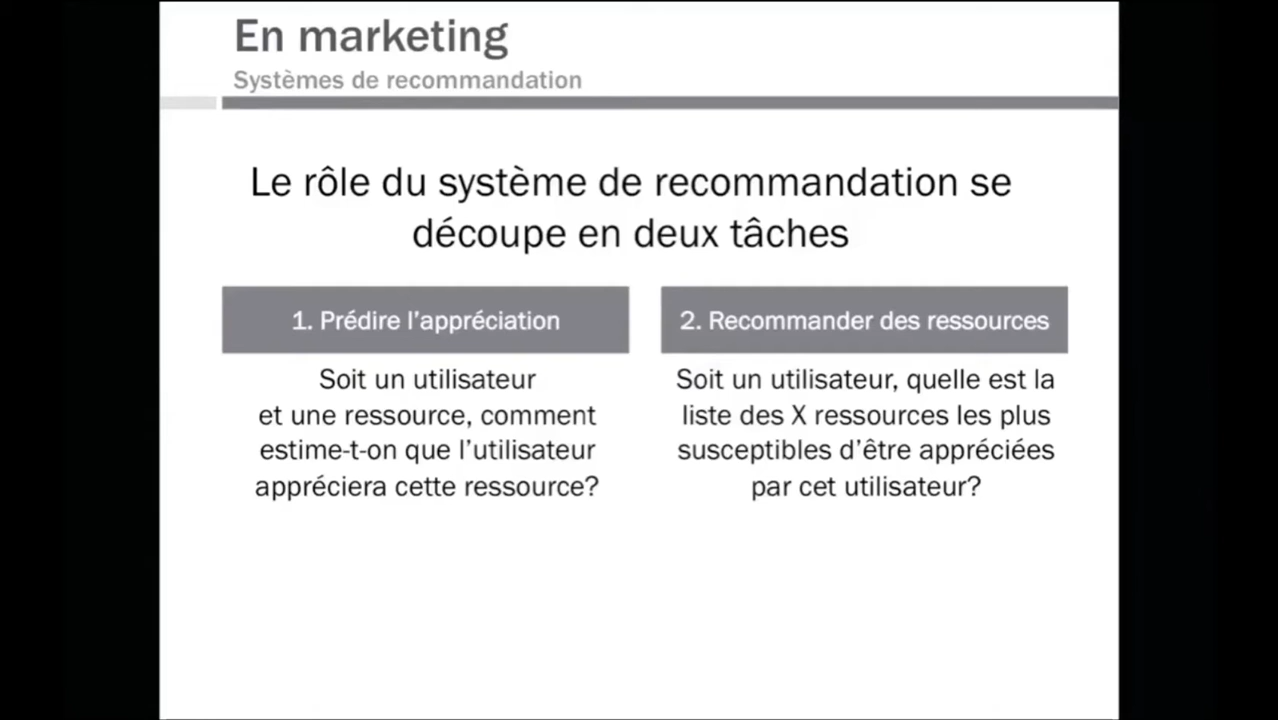 En marketing
Systèmes de recommandation
Le rôle du système de recommandation se
découpe en deux tâches
1. Prédire l’appréciation
Soit un utilisateur
et une ressource, comment
estime-t-on que l’utilisateur
appréciera cette ressource?
2. Recommander des ressources
Soit un utilisateur, quelle est la
liste des X ressources les plus
susceptibles d’être appréciées
par cet utilisateur?